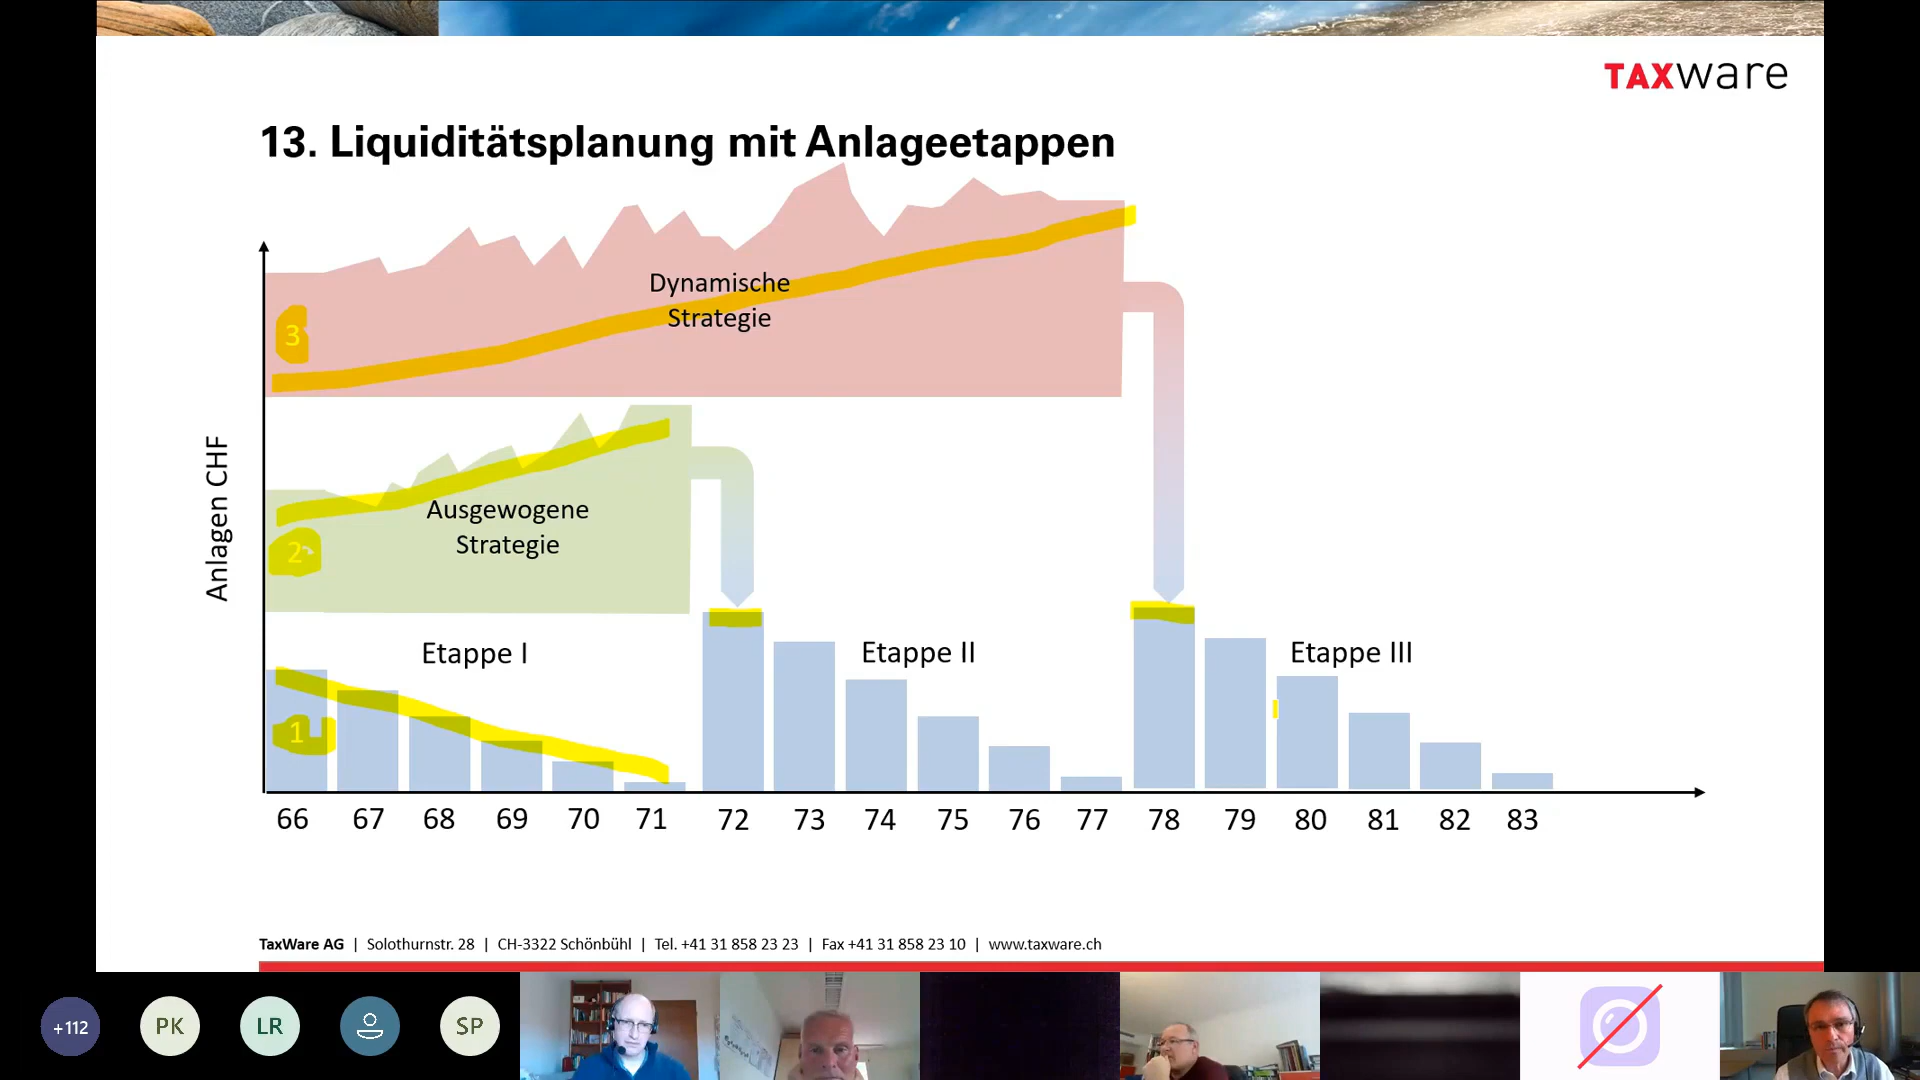 TAXware
13. Liquiditätsplanung mit Anlageetappen
Dynamische
Strategie
3
Anlagen CHF
Ausgewogene
Strategie
2
Etappe I
Etappe II
Etappe III
1
66 67 68 69 70 71 72 73 74 75 76 77 78 79 80 81 82 83
TaxWare AG | Solothurnstr. 28 | CH-3322 Schönbühl | Tel. +41 31 858 23 23 | Fax +41 31 858 23 10 | www.taxware.ch
+112
PK
LR
SP